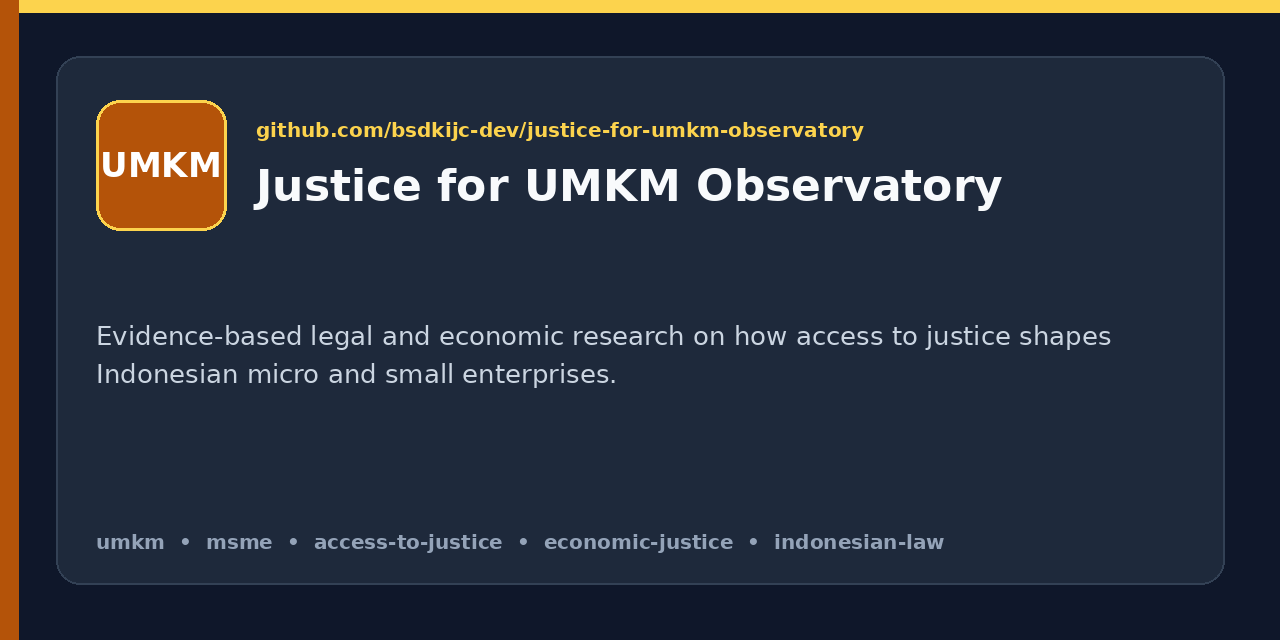 UMKM
github.com/bsdkijc-dev/justice-for-umkm-observatory
Justice for UMKM Observatory
Evidence-based legal and economic research on how access to justice shapes
Indonesian micro and small enterprises.
umkm • msme • access-to-justice • economic-justice • indonesian-law